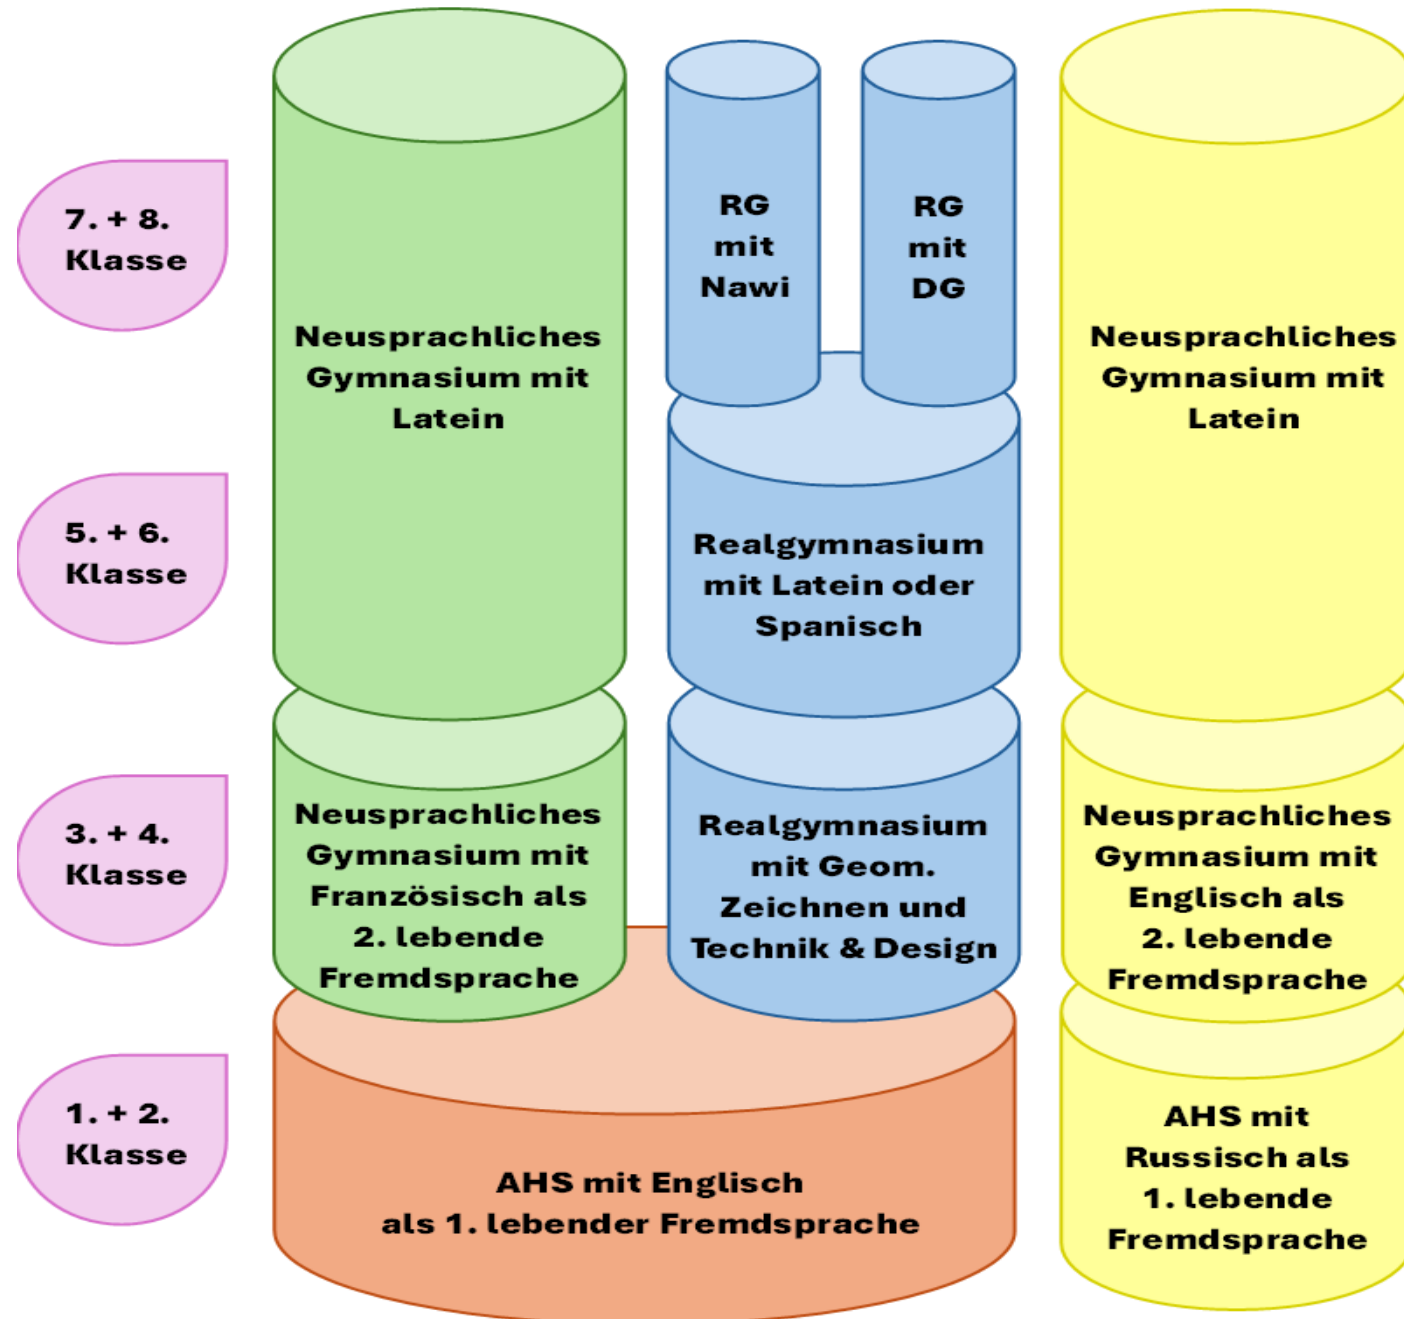 7. + 8.
Klasse
RG
mit
Nawi
RG
mit
DG
Neusprachliches
Gymnasium mit
Latein
Neusprachliches
Gymnasium mit
Latein
5. + 6.
Klasse
Realgymnasium
mit Latein oder
Spanisch
3. + 4.
Klasse
Neusprachliches
Gymnasium mit
Französisch als
2. lebende
Fremdsprache
Realgymnasium
mit Geom.
Zeichnen und
Technik & Design
Neusprachliches
Gymnasium mit
Englisch als
2. lebende
Fremdsprache
1. + 2.
Klasse
AHS mit Englisch
als 1. lebender Fremdsprache
AHS mit
Russisch als
1. lebende
Fremdsprache